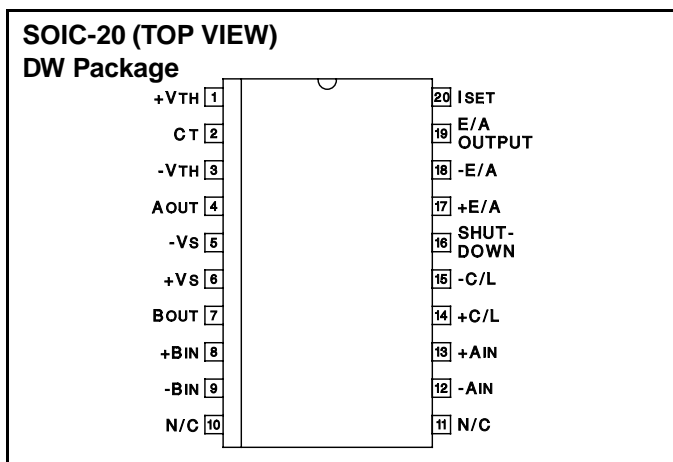 SOIC-20 (TOP VIEW)
DW Package
+VTH 1
CT 2
-VTH 3
AOUT 4
-VS 5
+VS 6
BOUT 7
+BIN 8
-BIN 9
N/C 10
20 ISET
19 E/A
OUTPUT
18 -E/A
17 +E/A
16 SHUT-
DOWN
15 -C/L
14 +C/L
13 +AIN
12 -AIN
11 N/C